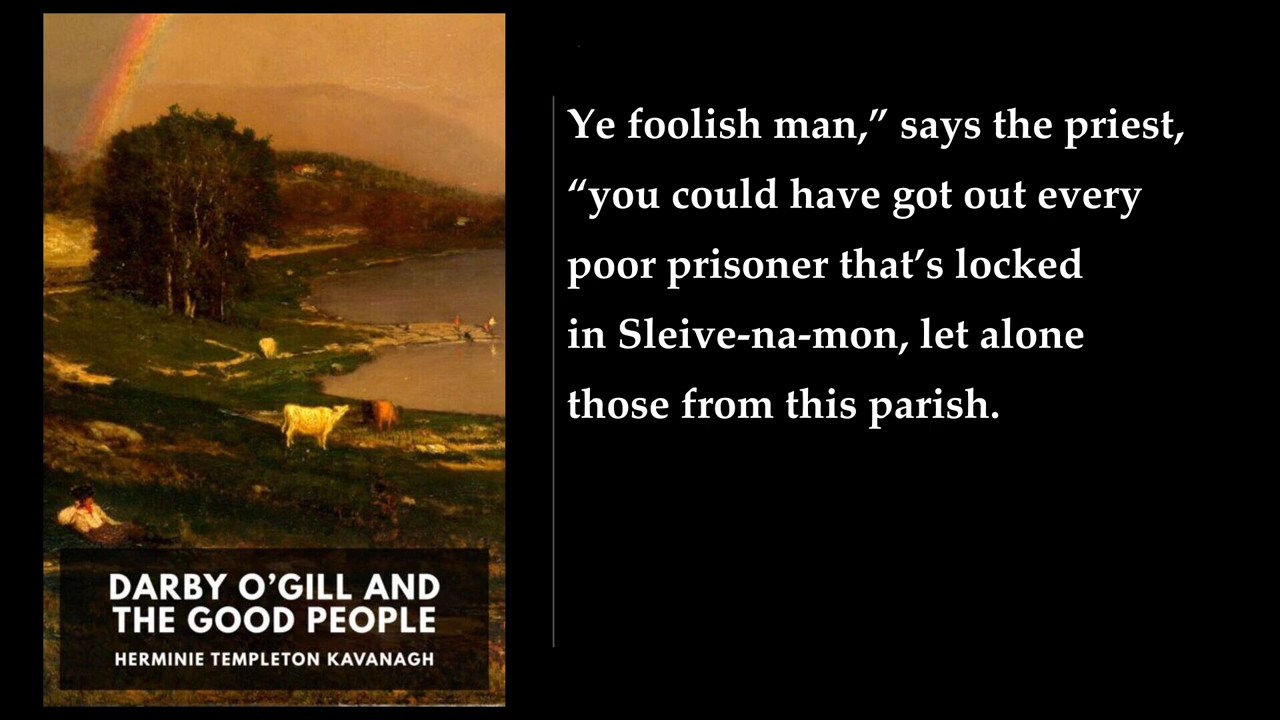 DARBY O’GILL AND
THE GOOD PEOPLE
HERMINIE TEMPLETON KAVANAGH
Ye foolish man,” says the priest,
“you could have got out every
poor prisoner that’s locked
in Sleive-na-mon, let alone
those from this parish.